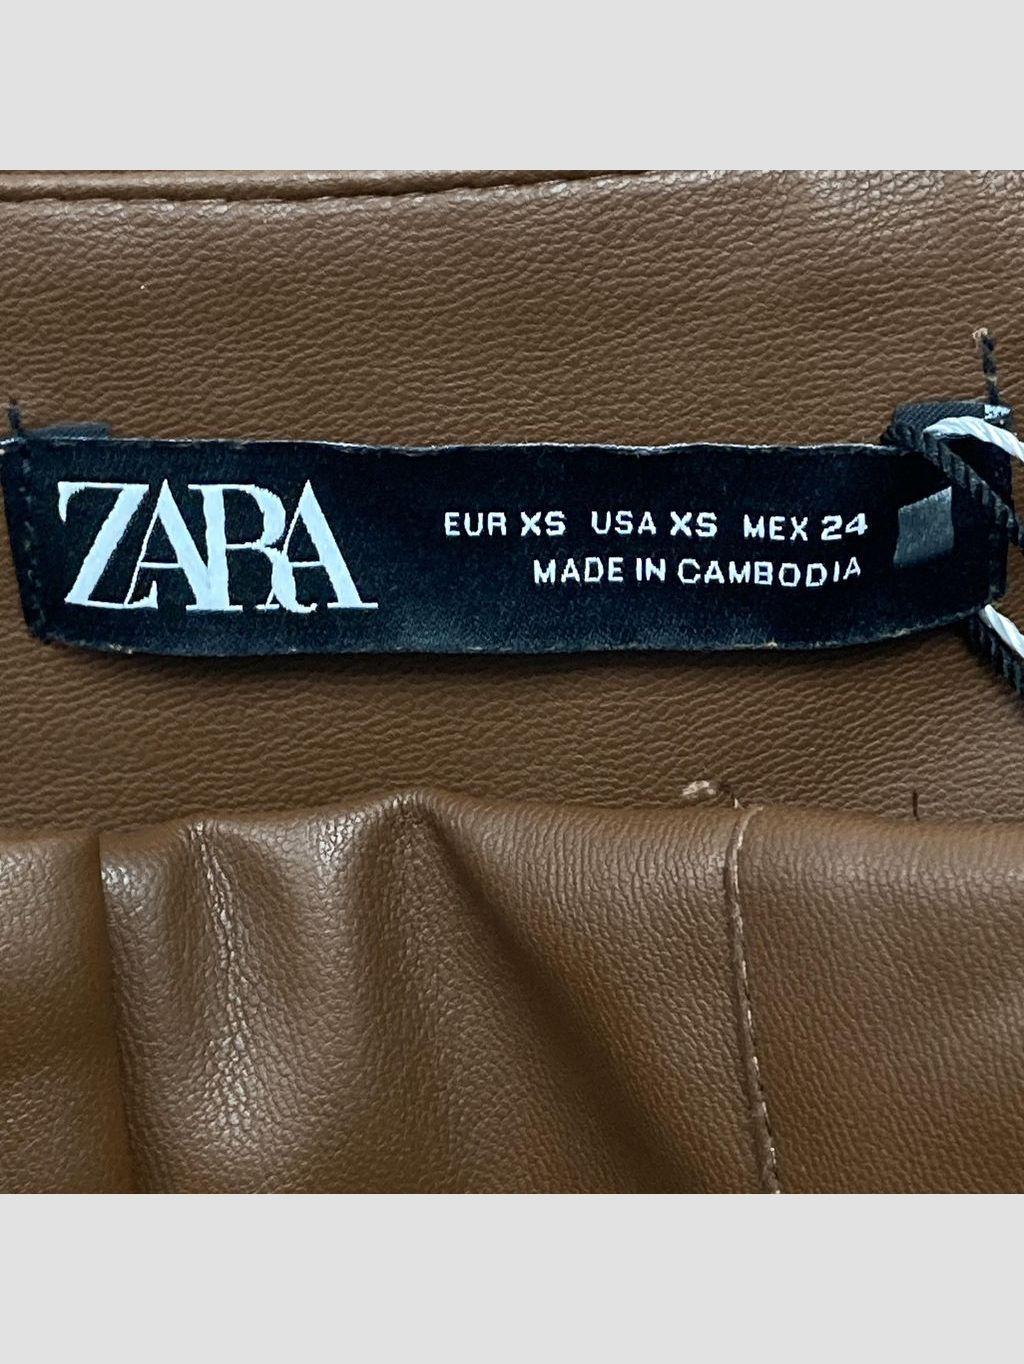 ZARA
EUR XS USA XS MEX 24
MADE IN CAMBODIA